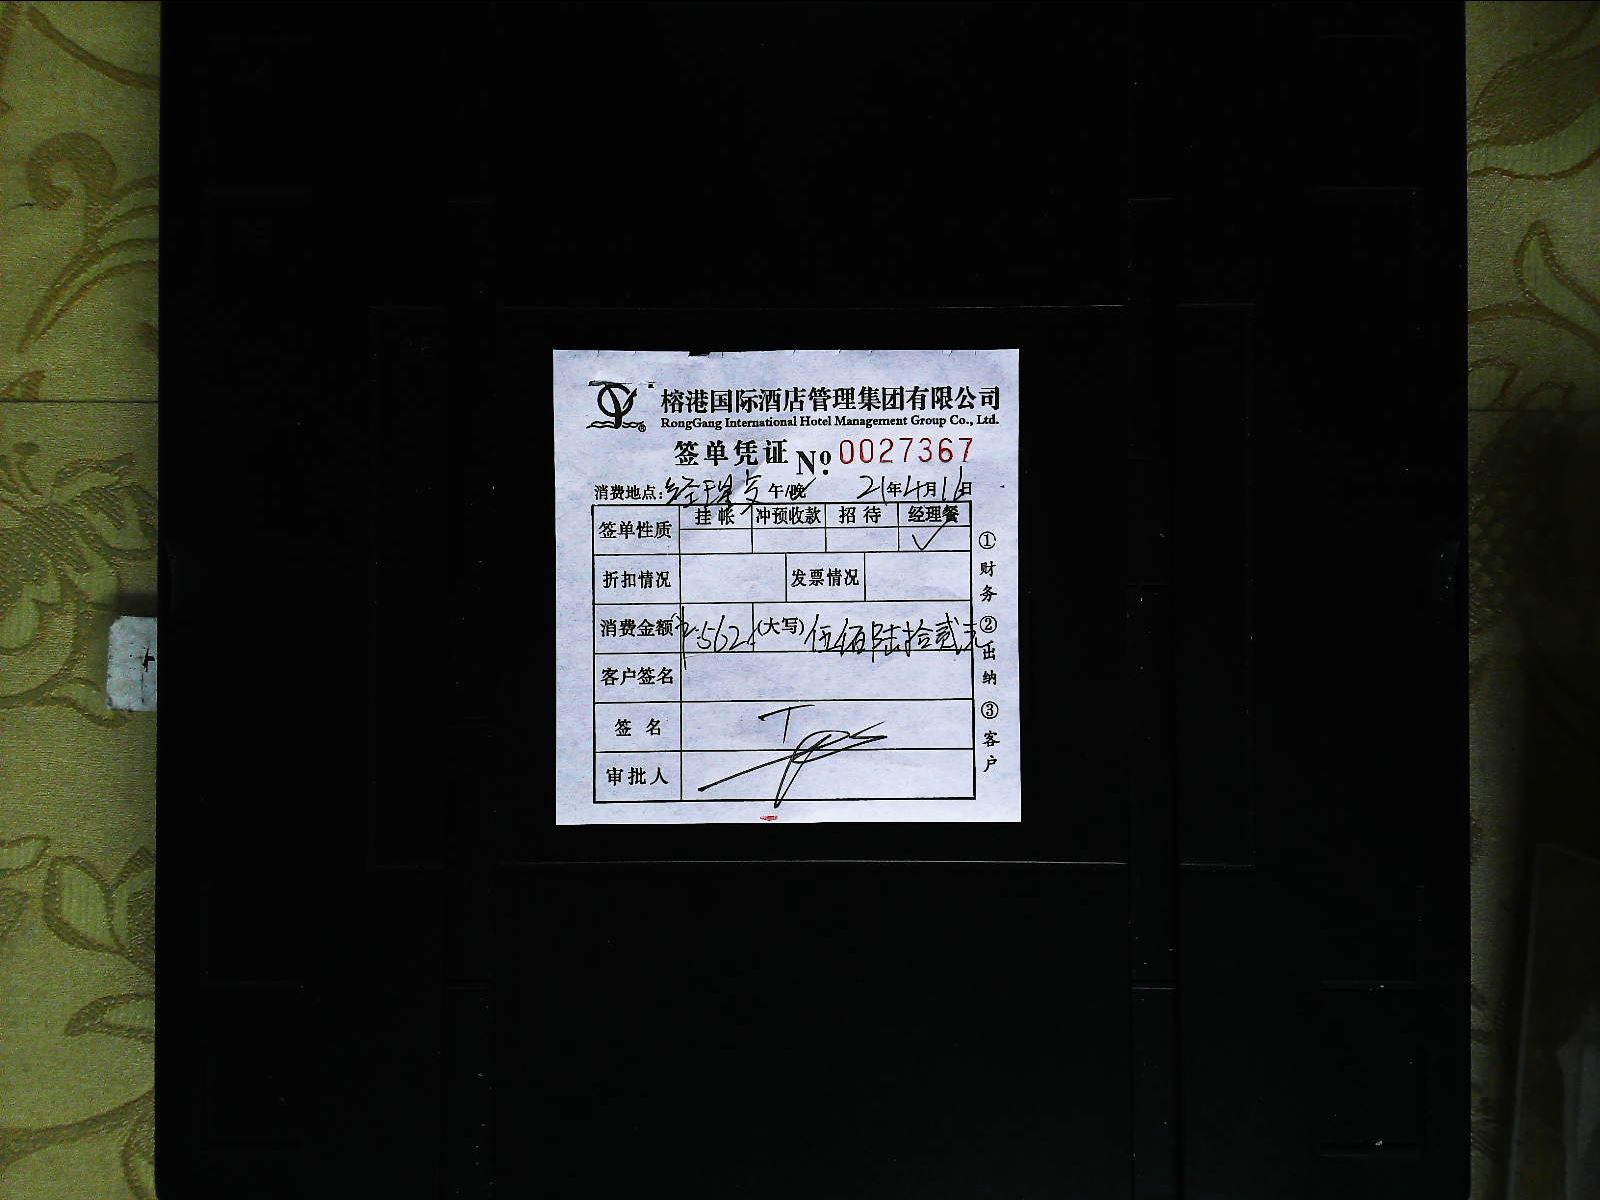 榕港国际酒店管理集团有限公司
RongGang International Hotel Management Group Co., Ltd.
签单凭证 №: 0027367
消费地点: 经理 午/晚 21年4月16日
签单性质 挂帐 冲预收款 招待 经理餐
✓
折扣情况 发票情况
消费金额 ¥:562 (大写) 伍佰陆拾贰元
客户签名
签名
审批人
①财务 ②出纳 ③客户